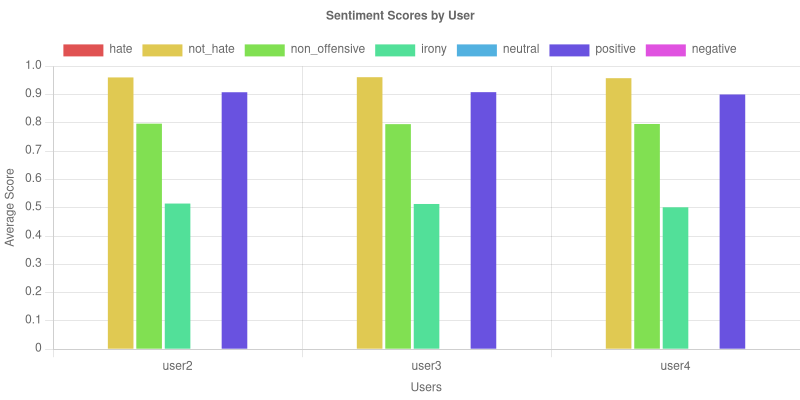 Sentiment Scores by User
hate not_hate non_offensive irony neutral positive negative
1.0
0.9
0.8
0.7
0.6
0.5
0.4
0.3
0.2
0.1
0
Average Score
user2 user3 user4
Users